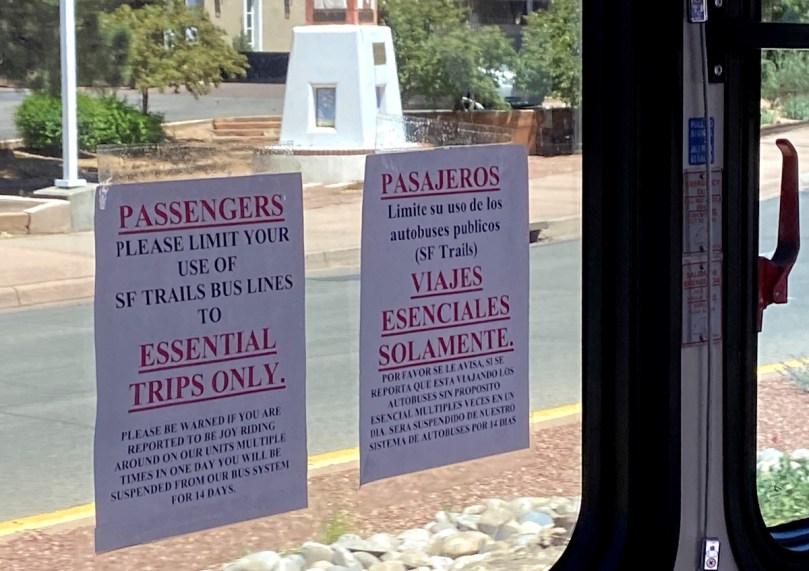 PASSENGERS
PLEASE LIMIT YOUR
USE OF
SF TRAILS BUS LINES
TO
ESSENTIAL
TRIPS ONLY.
PLEASE BE WARNED IF YOU ARE
REPORTED TO BE JOY RIDING
AROUND ON OUR UNITS MULTIPLE
TIMES IN ONE DAY YOU WILL BE
SUSPENDED FROM OUR BUS SYSTEM
FOR 14 DAYS.
PASAJEROS
Limite su uso de los
autobuses publicos
(SF Trails)
VIAJES
ESENCIALES
SOLAMENTE.
POR FAVOR SE LE AVISA, SI SE
REPORTA QUE ESTA VIAJANDO LOS
AUTOBUSES SIN PROPOSITO
ESENCIAL MULTIPLES VECES EN UN
DIA. SERA SUSPENDIDO DE NUESTRO
SISTEMA DE AUTOBUSES POR 14 DIAS